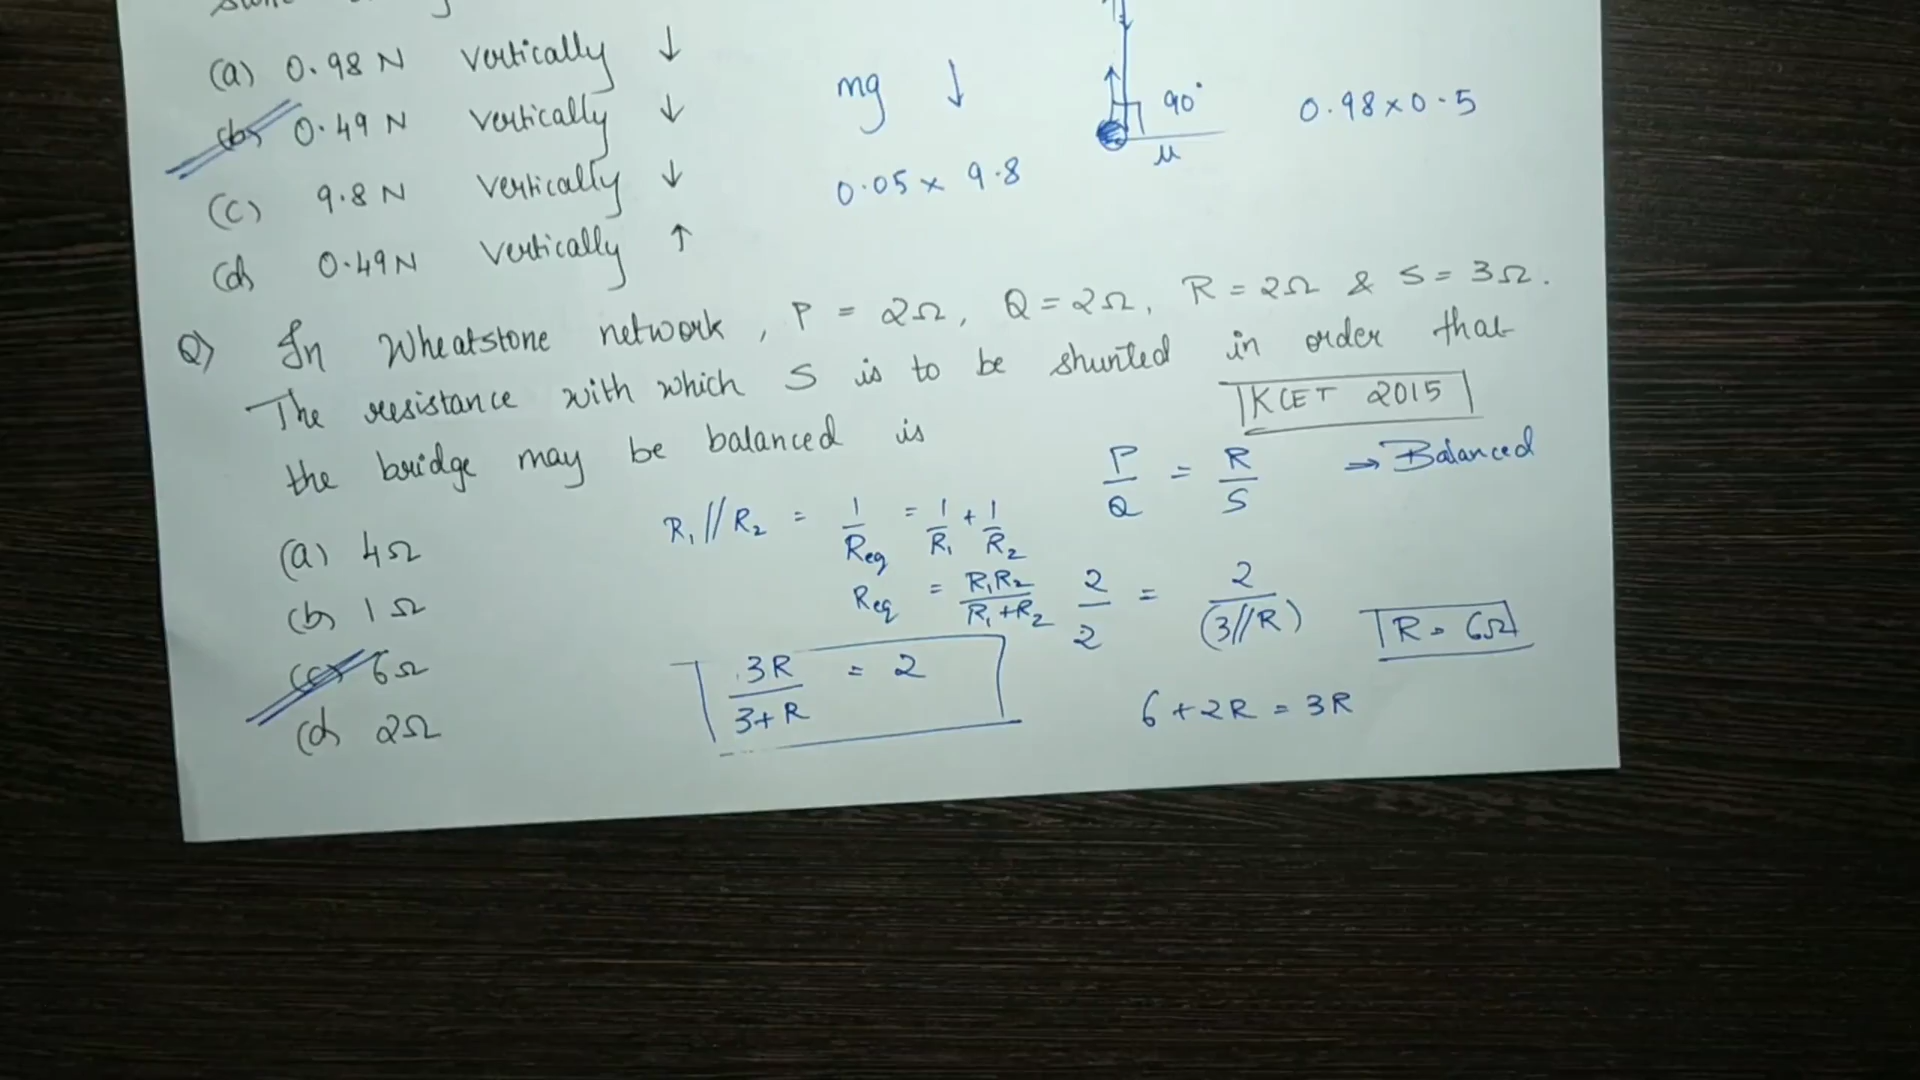 (a) 0.98 N vertically ↓
(b) 0.49 N vertically ↓
(c) 9.8 N vertically ↓
(d) 0.49 N vertically ↑
mg ↓
0.05 × 9.8
90°
μ
0.98 × 0.5
Q) In Wheatstone network, P = 2Ω, Q = 2Ω, R = 2Ω & S = 3Ω.
The resistance with which S is to be shunted in order that
the bridge may be balanced is
KCET 2015
(a) 4Ω
(b) 1Ω
(c) 6Ω
(d) 2Ω
R₁//R₂ = 1/Req = 1/R₁ + 1/R₂
Req = R₁R₂/R₁+R₂
3R/3+R = 2
P/Q = R/S → Balanced
2/2 = 2/(3//R)
R = 6Ω
6 + 2R = 3R